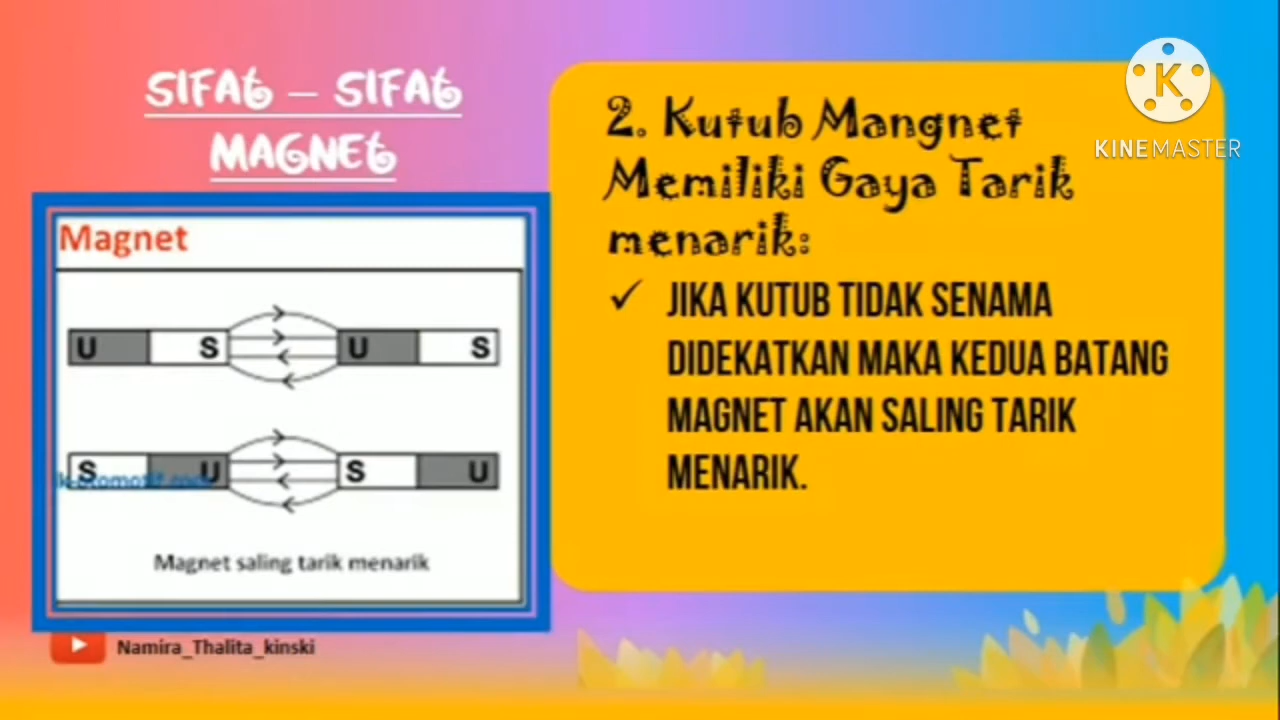 SIFAT – SIFAT
MAGNET
Magnet
U S U S
S U S U
Magnet saling tarik menarik
Namira_Thalita_kinski
2. Kutub Mangnet
Memiliki Gaya Tarik
menarik:
✓ JIKA KUTUB TIDAK SENAMA
DIDEKATKAN MAKA KEDUA BATANG
MAGNET AKAN SALING TARIK
MENARIK.
K
KINEMASTER